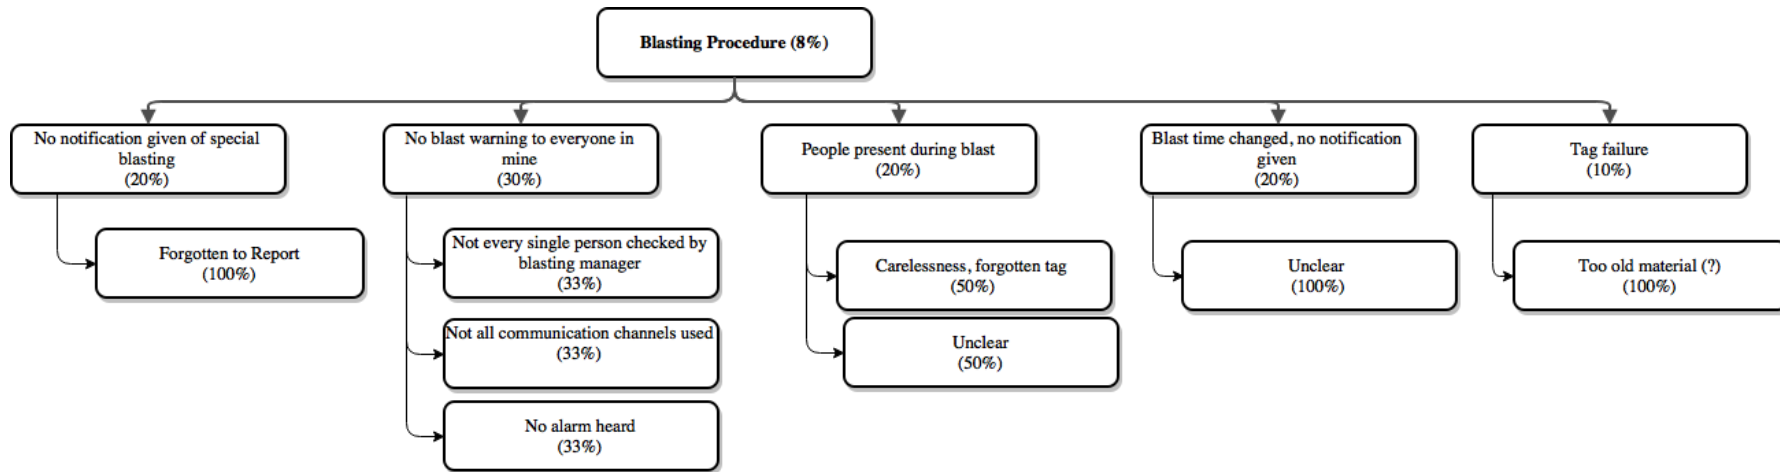 Blasting Procedure (8%)
No notification given of special
blasting
(20%)
No blast warning to everyone in
mine
(30%)
People present during blast
(20%)
Blast time changed, no notification
given
(20%)
Tag failure
(10%)
Forgotten to Report
(100%)
Not every single person checked by
blasting manager
(33%)
Not all communication channels used
(33%)
No alarm heard
(33%)
Carelessness, forgotten tag
(50%)
Unclear
(50%)
Unclear
(100%)
Too old material (?)
(100%)